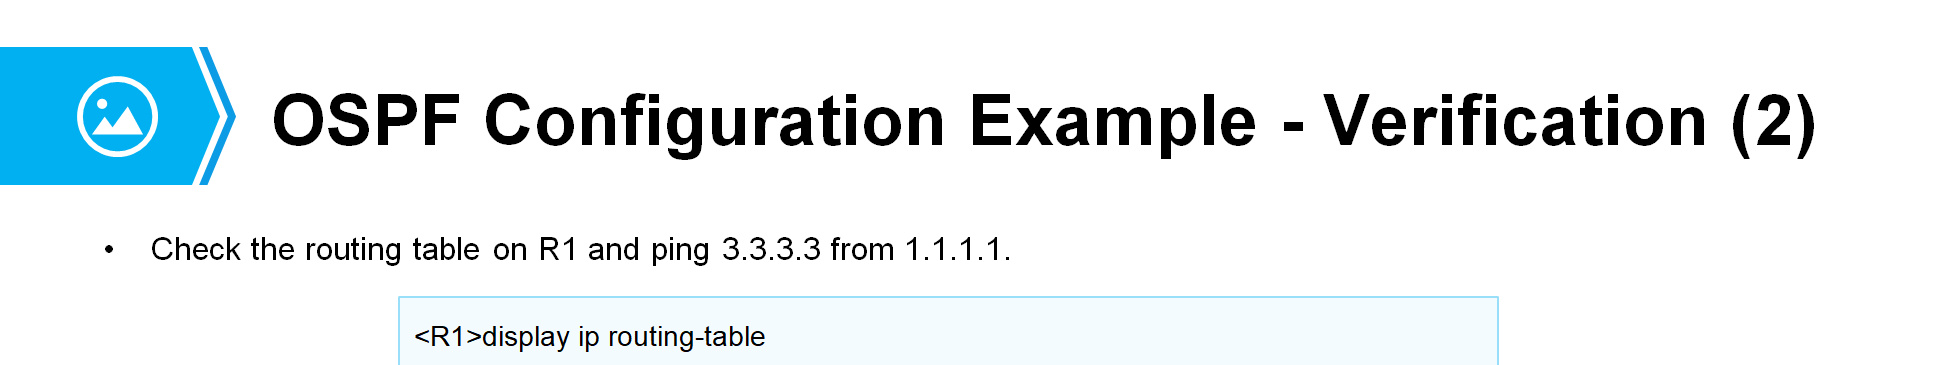 OSPF Configuration Example - Verification (2)
• Check the routing table on R1 and ping 3.3.3.3 from 1.1.1.1.
<R1>display ip routing-table